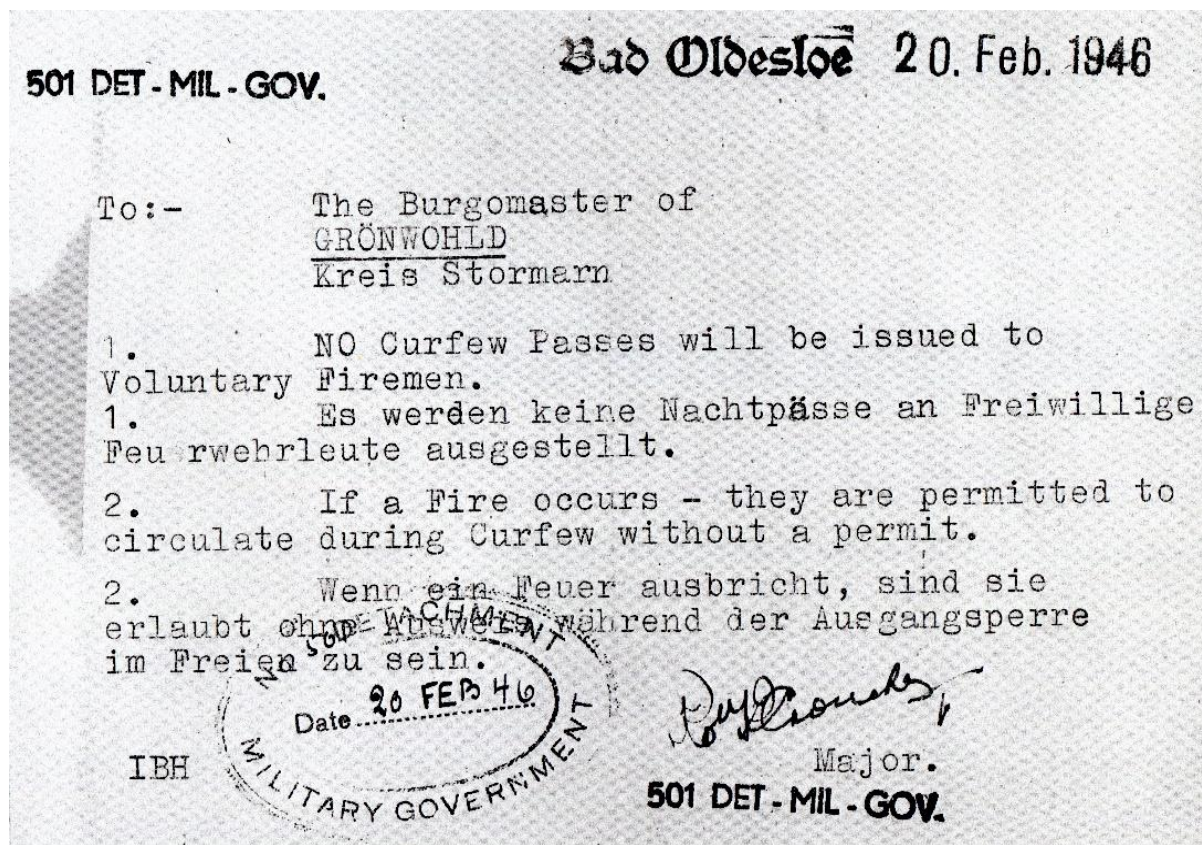 Bad Oldesloe 20. Feb. 1946
501 DET-MIL-GOV.
To:- The Burgomaster of
GRÖNWOHLD
Kreis Stormarn
1. NO Curfew Passes will be issued to
Voluntary Firemen.
1. Es werden keine Nachtpässe an Freiwillige
Feu rwehrleute ausgestellt.
2. If a Fire occurs - they are permitted to
circulate during Curfew without a permit.
2. Wenn ein Feuer ausbricht, sind sie
erlaubt ohne Ausweis während der Ausgangsperre
im Freien zu sein.
DETACHMENT
Date 20 FEB 46
MILITARY GOVERNMENT
IBH
Major.
501 DET-MIL-GOV.